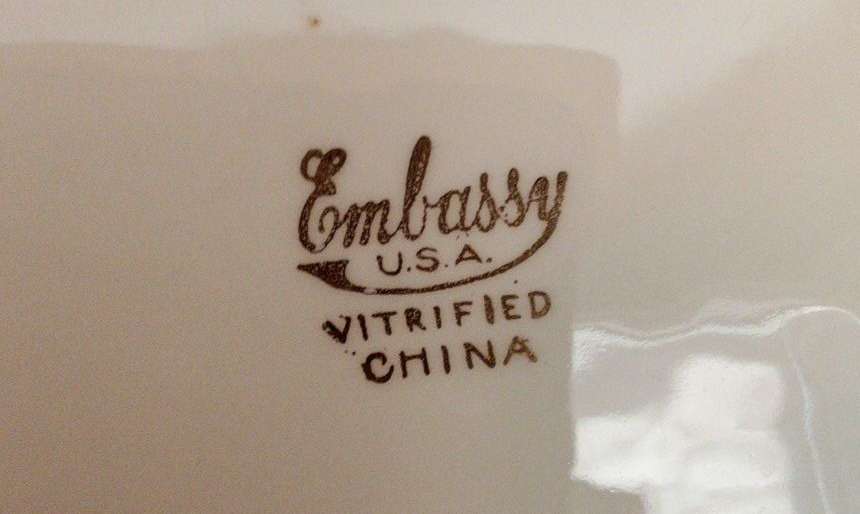 Embassy
U.S.A.
VITRIFIED
CHINA